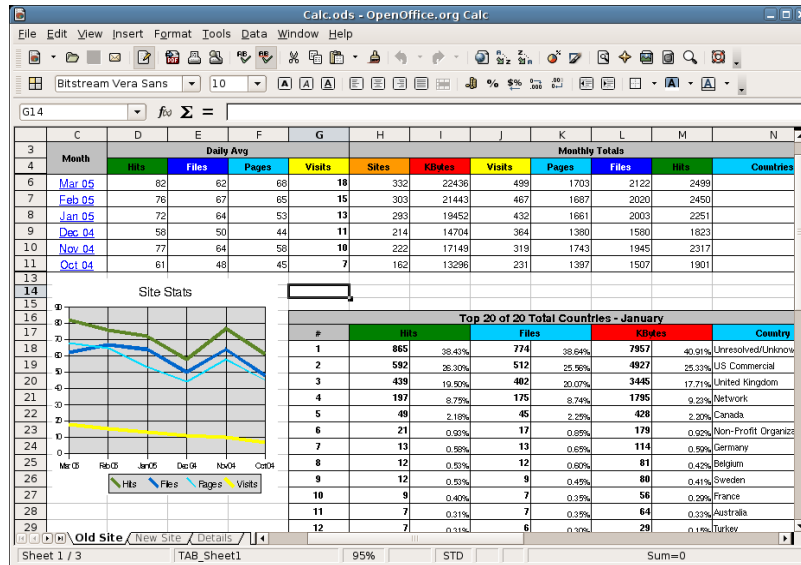 Calc.ods - OpenOffice.org Calc
File Edit View Insert Format Tools Data Window Help
Bitstream Vera Sans 10
G14 f(x) Σ =
C D E F G H I J K L M N
3 Month Daily Avg Monthly Totals
4 Hits Files Pages Visits Sites KBytes Visits Pages Files Hits Countries
6 Mar 05 82 62 68 18 332 22436 499 1703 2122 2499
7 Feb 05 76 67 65 15 303 21443 467 1687 2020 2450
8 Jan 05 72 64 53 13 293 19452 432 1661 2003 2251
9 Dec 04 58 50 44 11 214 14704 364 1380 1580 1823
10 Nov 04 77 64 58 10 222 17149 319 1743 1945 2317
11 Oct 04 61 48 45 7 162 13296 231 1397 1507 1901
13
14 Site Stats
15
16 Top 20 of 20 Total Countries - January
17 # Hits Files KBytes Country
18 1 865 38.43% 774 38.64% 7957 40.91% Unresolved/Unknow
19 2 592 26.30% 512 25.56% 4927 25.33% US Commercial
20 3 439 19.50% 402 20.07% 3445 17.71% United Kingdom
21 4 197 8.75% 175 8.74% 1795 9.23% Network
22 5 49 2.18% 45 2.25% 428 2.20% Canada
23 6 21 0.93% 17 0.85% 179 0.92% Non-Profit Organiza
24 7 13 0.58% 13 0.65% 114 0.59% Germany
25 8 12 0.53% 12 0.60% 81 0.42% Belgium
26 9 12 0.53% 9 0.45% 80 0.41% Sweden
27 10 9 0.40% 7 0.35% 56 0.29% France
28 11 7 0.31% 7 0.35% 64 0.33% Australia
29 12 7 0.31% 6 0.30% 29 0.15% Turkey
90
80
70
60
50
40
30
20
10
0
Mar 05 Feb 05 Jan 05 Dec 04 Nov 04 Oct 04
Hits Files Pages Visits
Old Site New Site Details
Sheet 1 / 3 TAB_Sheet1 95% STD Sum=0